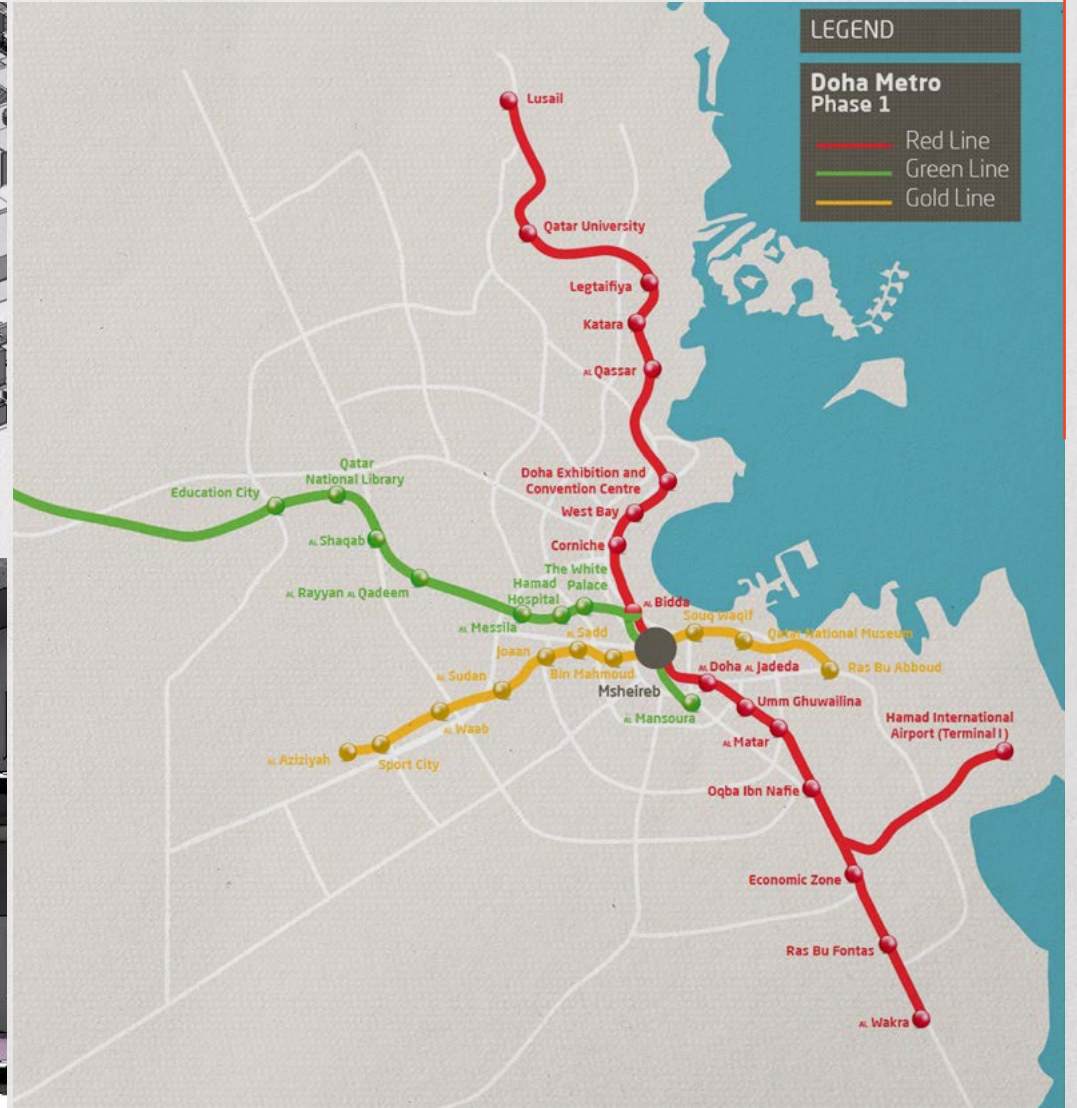 LEGEND
Doha Metro
Phase 1
Red Line
Green Line
Gold Line
Lusail
Qatar University
Legtaifiya
Katara
AL Qassar
Doha Exhibition and
Convention Centre
West Bay
Corniche
Qatar
National Library
Education City
AL Shaqab
AL Rayyan AL Qadeem
The White
Palace
Hamad
Hospital
AL Messila
AL Bidda
Souq Waqif
Qatar National Museum
Ras Bu Abboud
AL Sadd
Joaan
Bin Mahmoud
AL Sudan
AL Waab
AL Aziziyah
Sport City
Msheireb
AL Mansoura
AL Doha AL Jadeda
Umm Ghuwailina
AL Matar
Oqba Ibn Nafie
Hamad International
Airport (Terminal 1)
Economic Zone
Ras Bu Fontas
AL Wakra